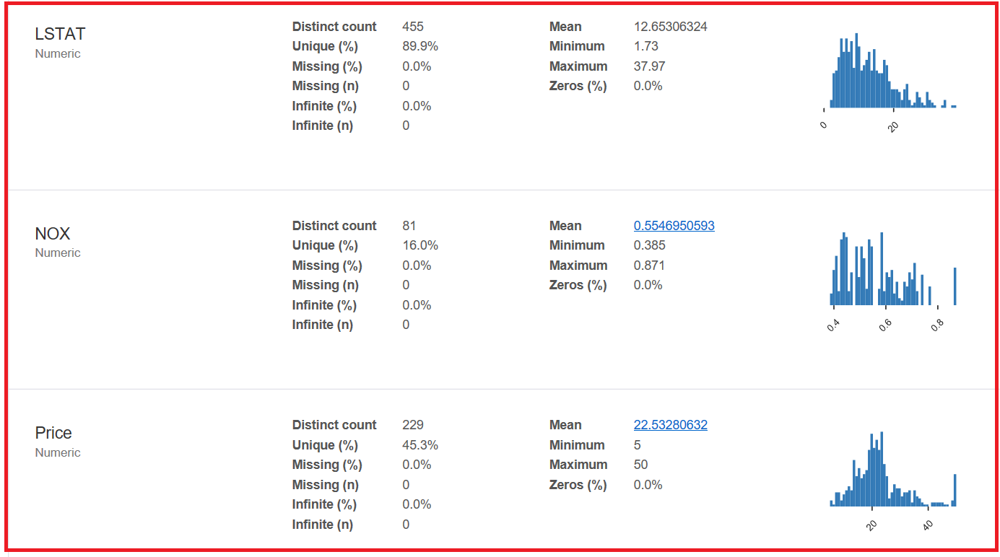 LSTAT
Numeric
Distinct count 455
Unique (%) 89.9%
Missing (%) 0.0%
Missing (n) 0
Infinite (%) 0.0%
Infinite (n) 0
Mean 12.65306324
Minimum 1.73
Maximum 37.97
Zeros (%) 0.0%
0 20
NOX
Numeric
Distinct count 81
Unique (%) 16.0%
Missing (%) 0.0%
Missing (n) 0
Infinite (%) 0.0%
Infinite (n) 0
Mean 0.5546950593
Minimum 0.385
Maximum 0.871
Zeros (%) 0.0%
0.4 0.6 0.8
Price
Numeric
Distinct count 229
Unique (%) 45.3%
Missing (%) 0.0%
Missing (n) 0
Infinite (%) 0.0%
Infinite (n) 0
Mean 22.53280632
Minimum 5
Maximum 50
Zeros (%) 0.0%
20 40